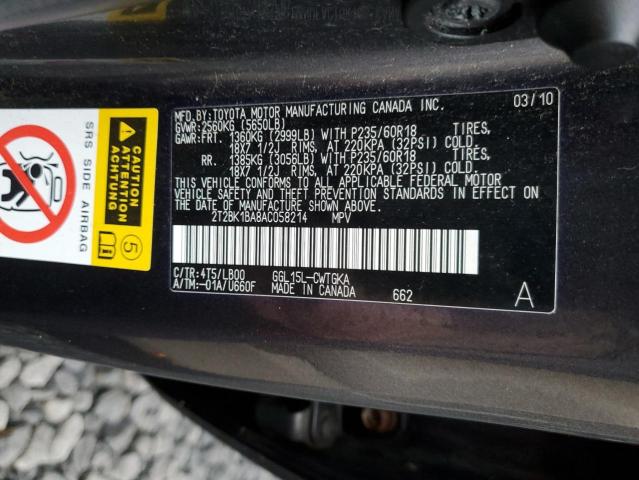 MFD. BY: TOYOTA MOTOR MANUFACTURING CANADA INC. 03/10
GVWR: 2560KG (5650LB)
GAWR: FRT. 1360KG (2999LB) WITH P235/60R18 TIRES,
18X7 1/2J RIMS, AT 220KPA (32PSI) COLD.
RR. 1385KG (3056LB) WITH P235/60R18 TIRES,
18X7 1/2J RIMS, AT 220KPA (32PSI) COLD.
THIS VEHICLE CONFORMS TO ALL APPLICABLE FEDERAL MOTOR
VEHICLE SAFETY AND THEFT PREVENTION STANDARDS IN EFFECT ON
THE DATE OF MANUFACTURE SHOWN ABOVE.
2T2BK1BA8AC058214 MPV
C/TR: 4T5/LB00 GGL15L-CWTGKA
A/TM: -01A/U660F MADE IN CANADA 662 A
CAUTION
ATTENTION
ACHTUNG
5
SRS SIDE AIRBAG